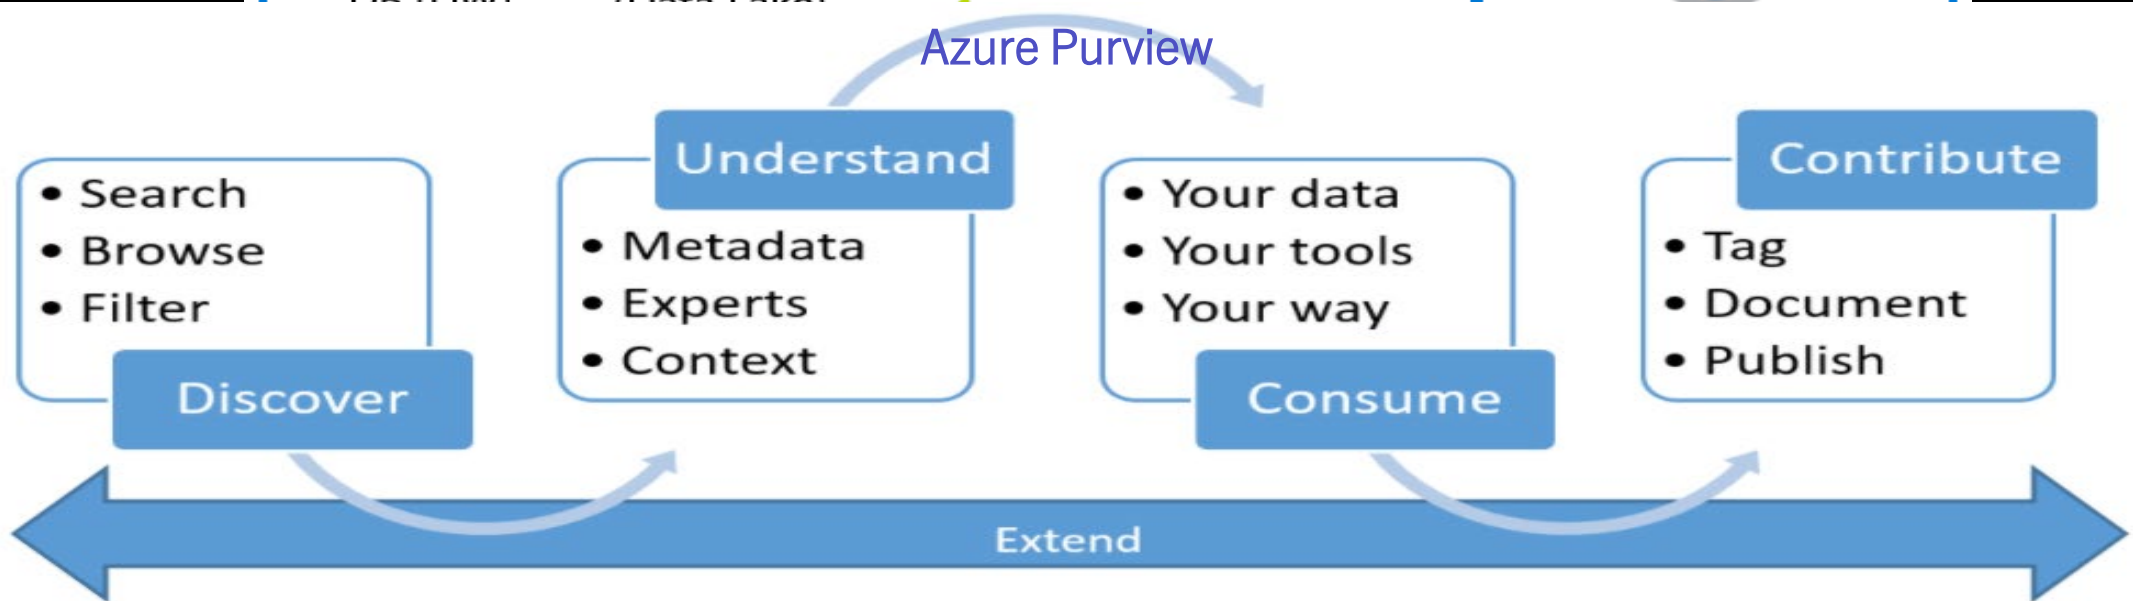 Azure Purview
• Search
• Browse
• Filter
Discover
Understand
• Metadata
• Experts
• Context
• Your data
• Your tools
• Your way
Consume
Contribute
• Tag
• Document
• Publish
Extend